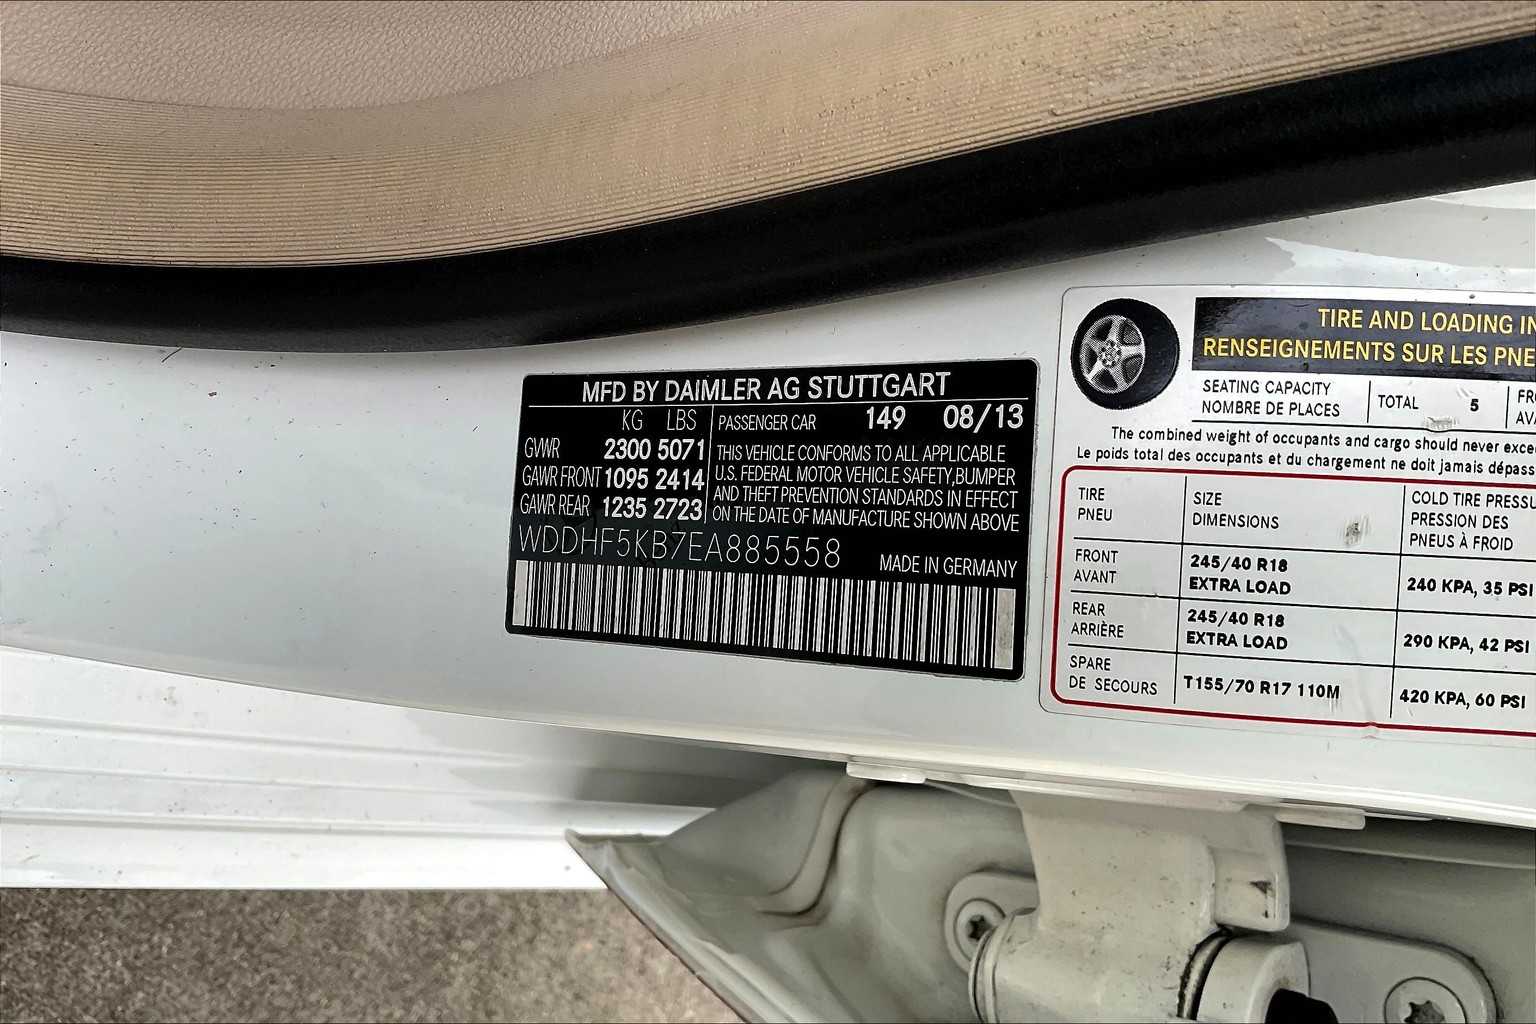 MFD BY DAIMLER AG STUTTGART
KG LBS
GVWR 2300 5071
GAWR FRONT 1095 2414
GAWR REAR 1235 2723
PASSENGER CAR 149 08/13
THIS VEHICLE CONFORMS TO ALL APPLICABLE
U.S. FEDERAL MOTOR VEHICLE SAFETY,BUMPER
AND THEFT PREVENTION STANDARDS IN EFFECT
ON THE DATE OF MANUFACTURE SHOWN ABOVE
WDDHF5KB7EA885558
MADE IN GERMANY
TIRE AND LOADING IN
RENSEIGNEMENTS SUR LES PNE
SEATING CAPACITY
NOMBRE DE PLACES
TOTAL 5
FR
AVA
The combined weight of occupants and cargo should never exce
Le poids total des occupants et du chargement ne doit jamais dépass
TIRE
PNEU
SIZE
DIMENSIONS
COLD TIRE PRESSU
PRESSION DES
PNEUS À FROID
FRONT
AVANT
245/40 R18
EXTRA LOAD
240 KPA, 35 PSI
REAR
ARRIÈRE
245/40 R18
EXTRA LOAD
290 KPA, 42 PSI
SPARE
DE SECOURS
T155/70 R17 110M
420 KPA, 60 PSI